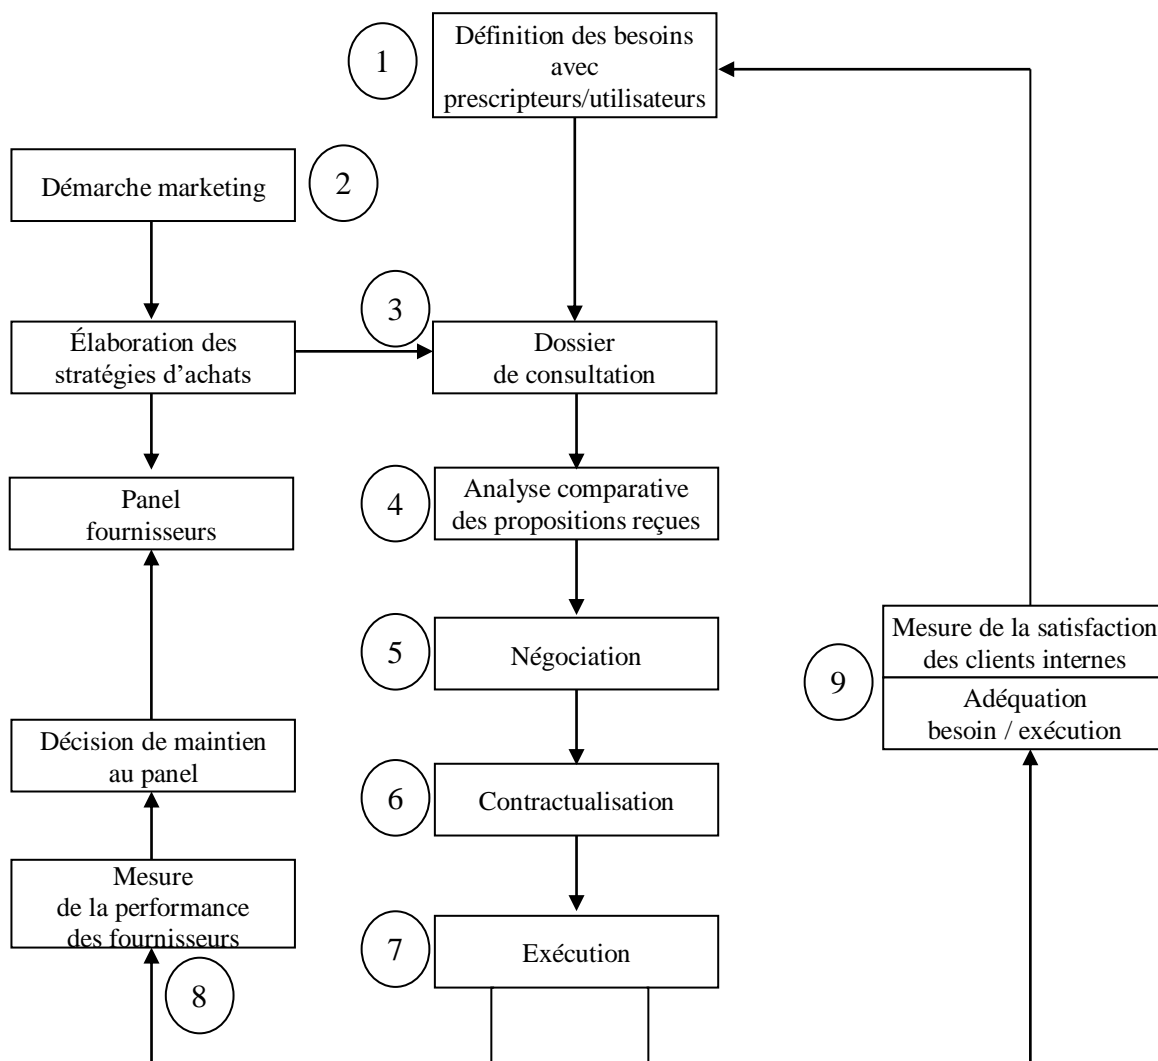 1
Définition des besoins
avec
prescripteurs/utilisateurs
Démarche marketing
2
3
Élaboration des
stratégies d'achats
Dossier
de consultation
Panel
fournisseurs
4
Analyse comparative
des propositions reçues
5
Négociation
Mesure de la satisfaction
des clients internes
9
Adéquation
besoin / exécution
Décision de maintien
au panel
6
Contractualisation
Mesure
de la performance
des fournisseurs
7
Exécution
8